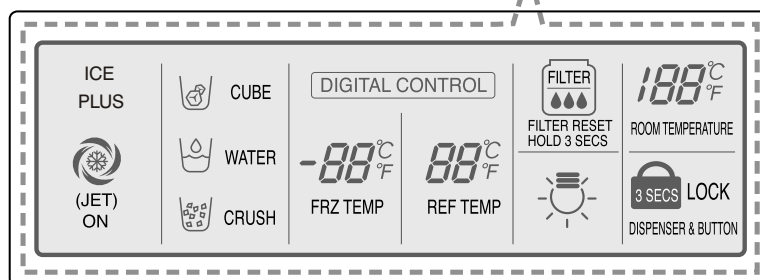 ICE
PLUS
(JET)
ON
CUBE
WATER
CRUSH
DIGITAL CONTROL
-88°C
°F
FRZ TEMP
88°C
°F
REF TEMP
FILTER
FILTER RESET
HOLD 3 SECS
188°C
°F
ROOM TEMPERATURE
3 SECS LOCK
DISPENSER & BUTTON